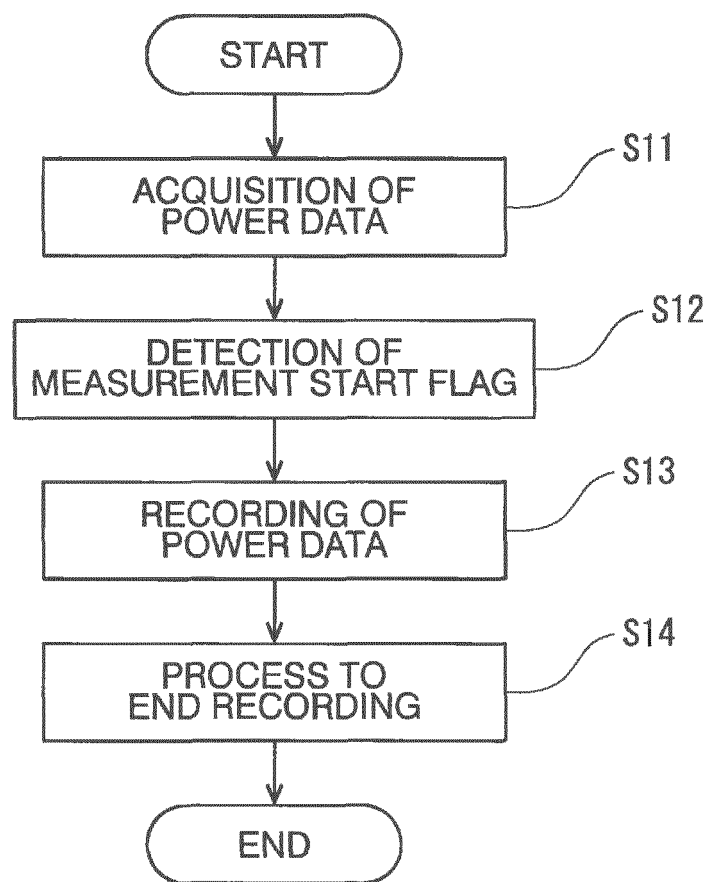 START
S11
ACQUISITION OF
POWER DATA
S12
DETECTION OF
MEASUREMENT START FLAG
S13
RECORDING OF
POWER DATA
S14
PROCESS TO
END RECORDING
END